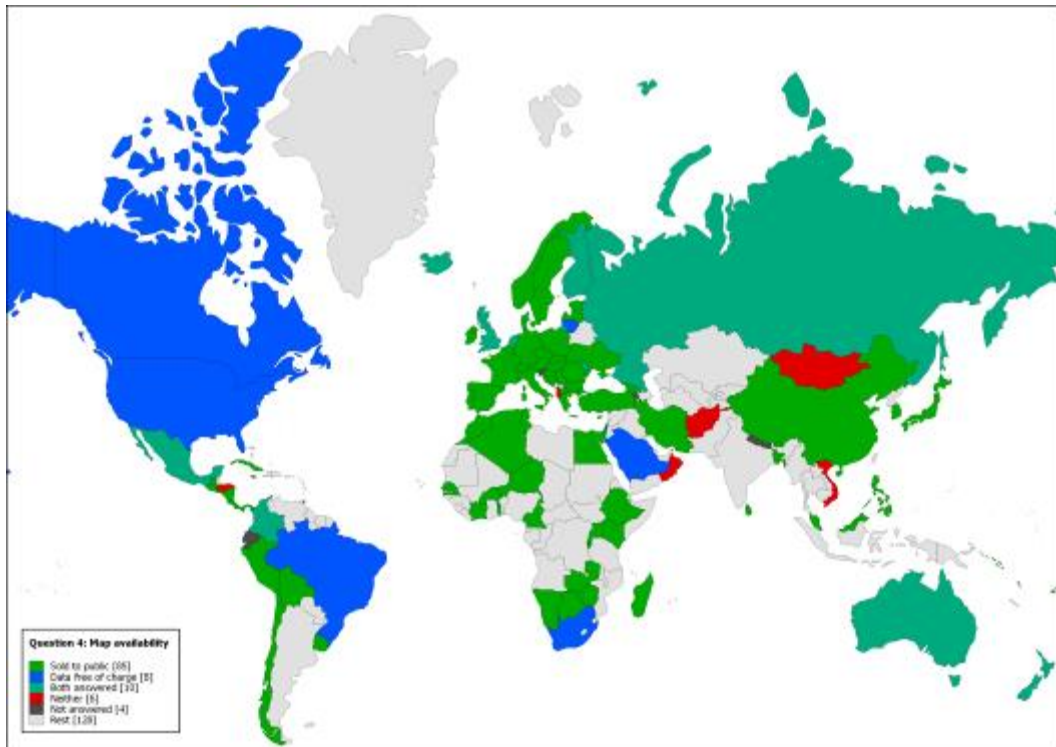 Question 4: Map availability
Sold to public [85]
Data free of charge [8]
Both answered [10]
Neither [6]
Not answered [4]
Rest [128]